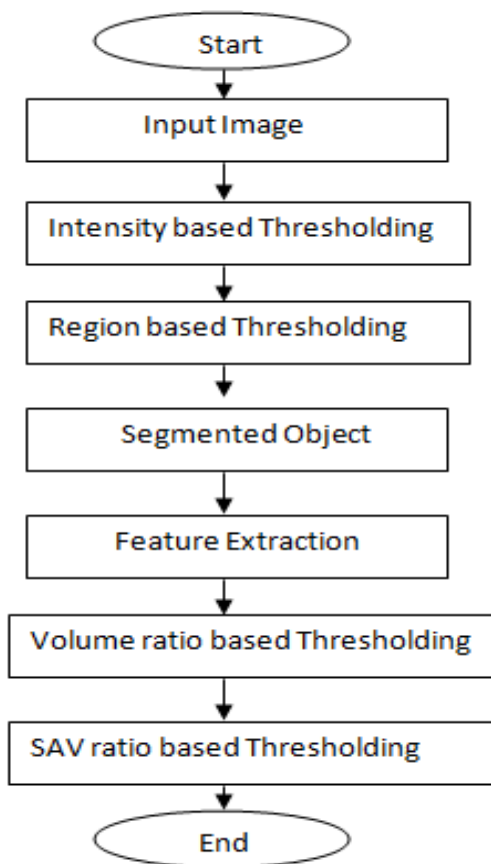 Start
Input Image
Intensity based Thresholding
Region based Thresholding
Segmented Object
Feature Extraction
Volume ratio based Thresholding
SAV ratio based Thresholding
End